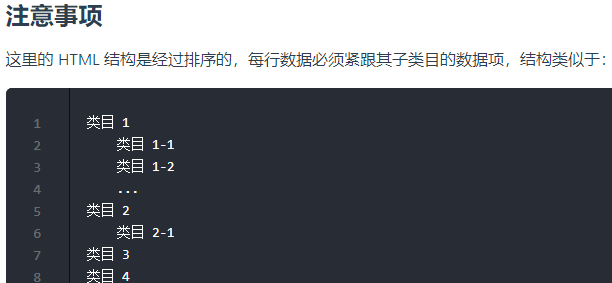 注意事项
这里的 HTML 结构是经过排序的，每行数据必须紧跟其子类目的数据项，结构类似于：
1 类目 1
2 类目 1-1
3 类目 1-2
4 ...
5 类目 2
6 类目 2-1
7 类目 3
8 类目 4